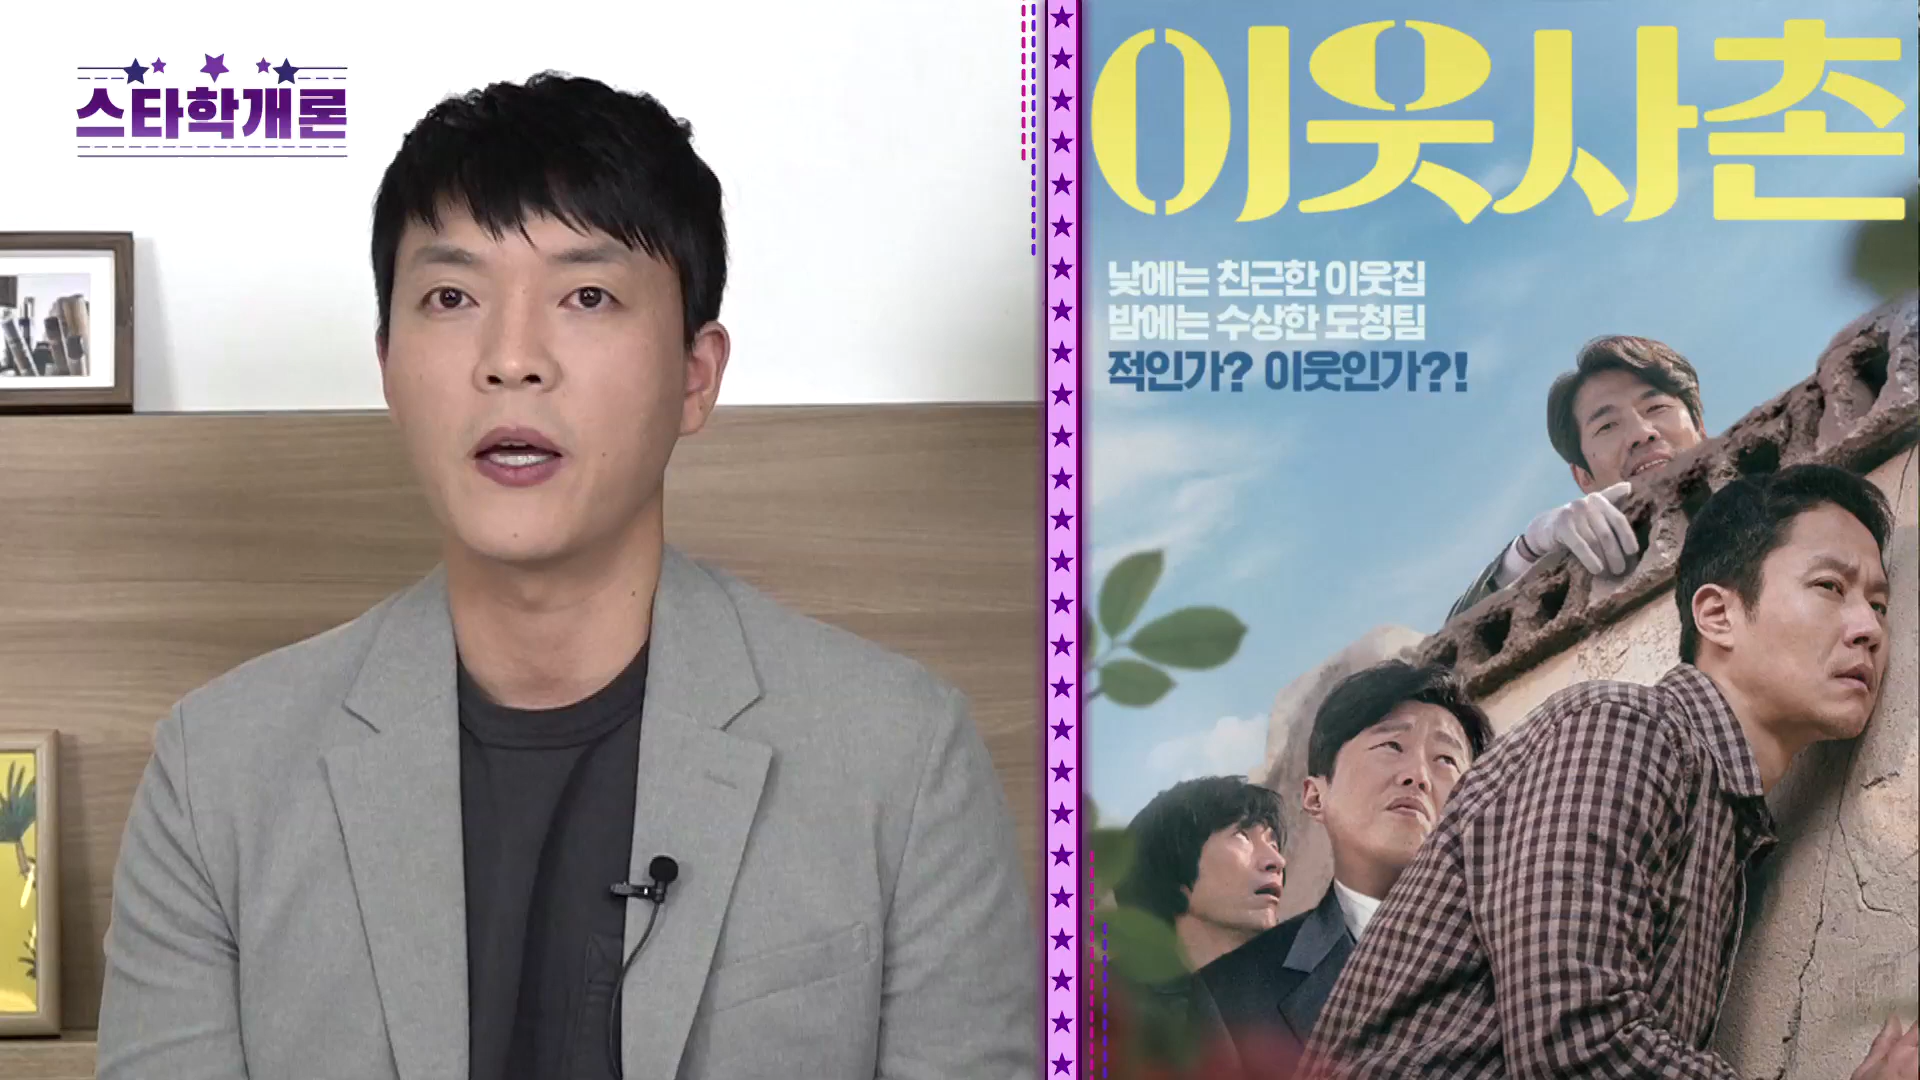 스타학개론
이웃사촌
낮에는 친근한 이웃집
밤에는 수상한 도청팀
적인가? 이웃인가?!